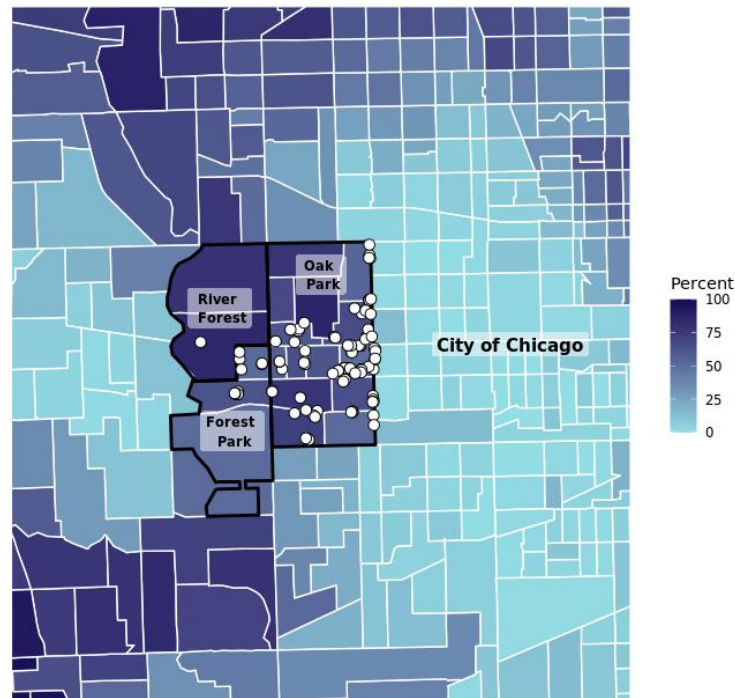 Oak
Park
River
Forest
City of Chicago
Forest
Park
Percent
100
75
50
25
0